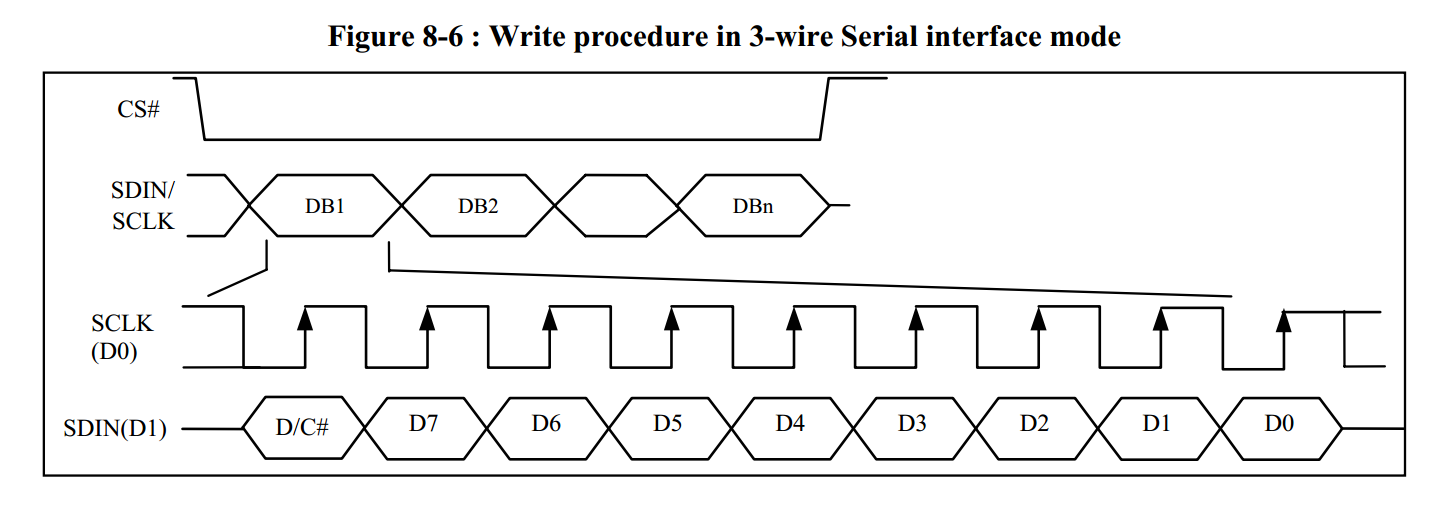 Figure 8-6 : Write procedure in 3-wire Serial interface mode
CS#
SDIN/
SCLK
DB1 DB2 DBn
SCLK
(D0)
SDIN(D1) D/C# D7 D6 D5 D4 D3 D2 D1 D0